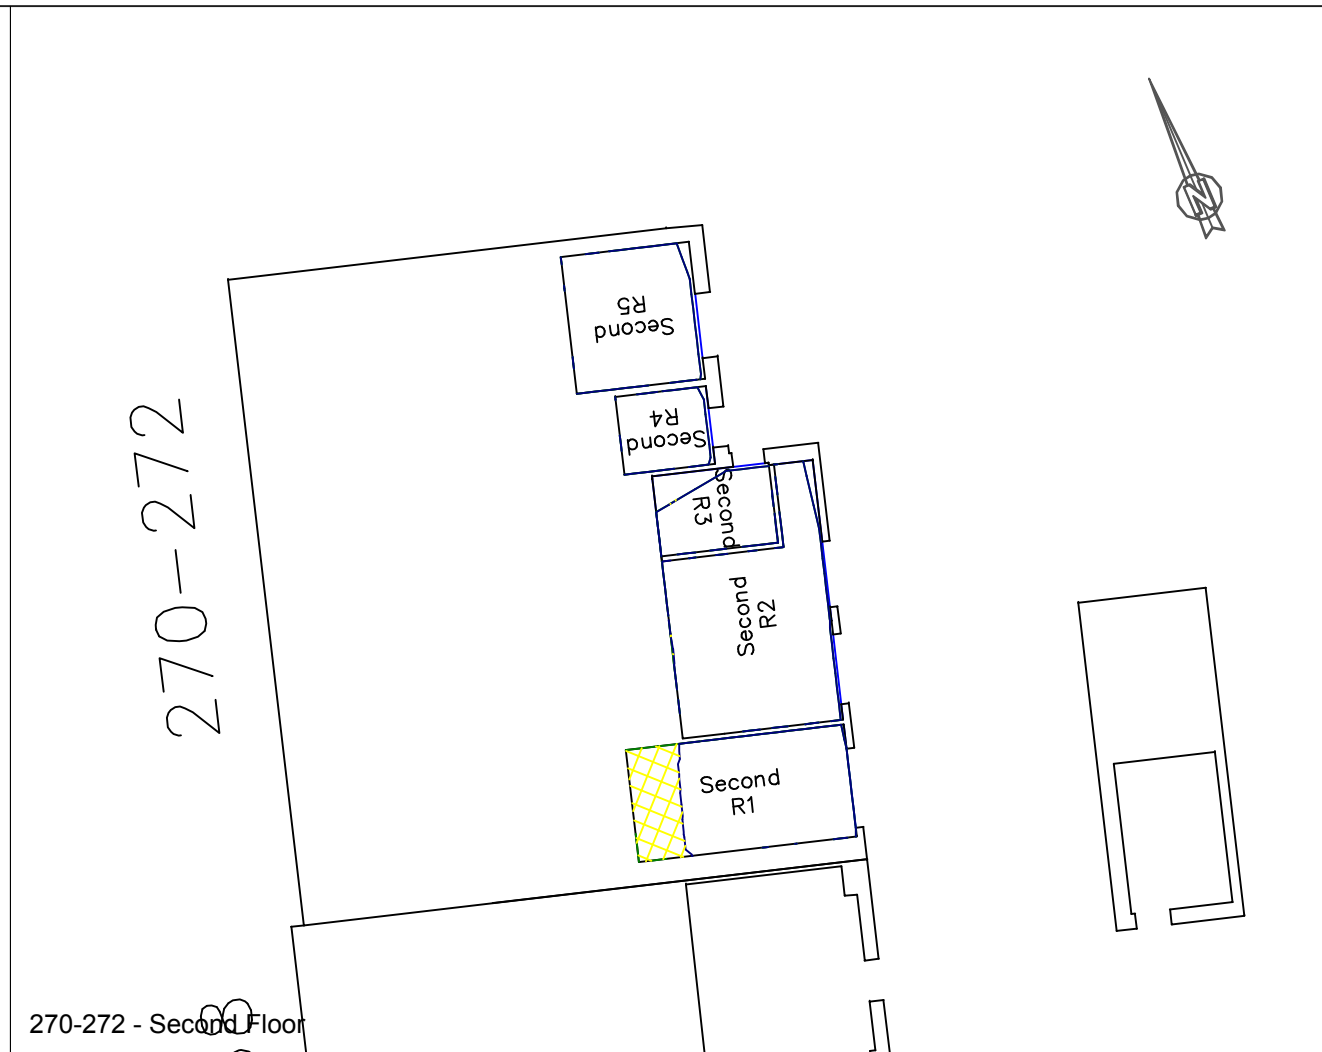 N
R5
Second
R4
Second
Second
R3
Second
R2
Second
R1
270-272
270-272 - Second Floor